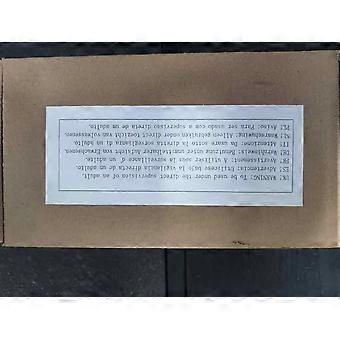 UK! WARNING: To be used under the direct supervision of an adult.
ES! Advertencia: Utilicese bajo la vigilancia directa de un adulto.
FR! Avertissement: A utiliser sous la surveillance d' un adulte.
DE! Warnhinweis: Benutzung unter unmittelbarer Aufsicht von Erwachsenen.
IT! Attenzione: Da usare sotto la diretta sorveglianza di un adulto.
NL! Waarschuwing: Alleen gebruiken onder direct toezicht van volwassenen.
Aviso: Para ser usado com a supervisao direta de um adulto.